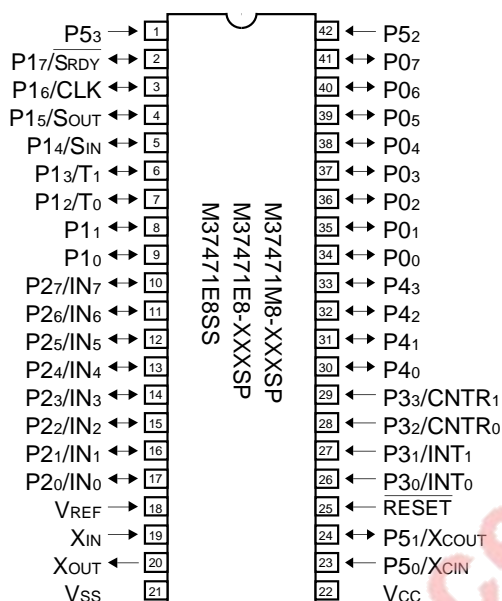 P53 1 42 P52
P17/SRDY 2 41 P07
P16/CLK 3 40 P06
P15/SOUT 4 39 P05
P14/SIN 5 38 P04
P13/T1 6 37 P03
P12/T0 7 36 P02
P11 8 35 P01
P10 9 34 P00
P27/IN7 10 33 P43
P26/IN6 11 32 P42
P25/IN5 12 31 P41
P24/IN4 13 30 P40
P23/IN3 14 29 P33/CNTR1
P22/IN2 15 28 P32/CNTR0
P21/IN1 16 27 P31/INT1
P20/IN0 17 26 P30/INT0
VREF 18 25 RESET
XIN 19 24 P51/XCOUT
XOUT 20 23 P50/XCIN
VSS 21 22 VCC
M37471M8-XXXSP
M37471E8-XXXSP
M37471E8SS